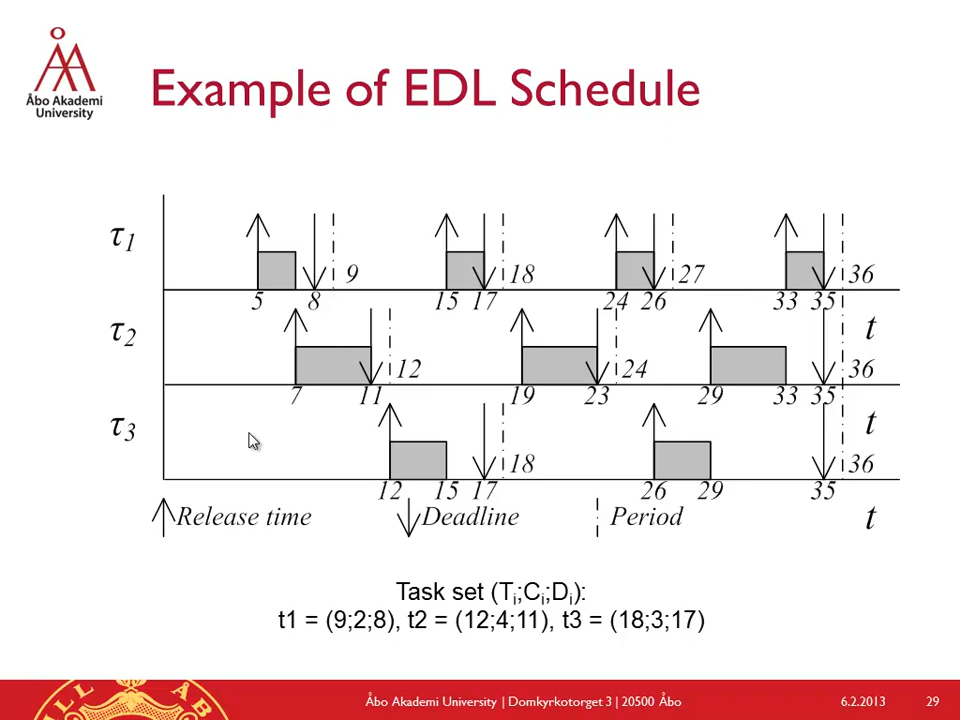 Åbo Akademi
University
Example of EDL Schedule
τ1
9 18 27 36
5 8 15 17 24 26 33 35
t
τ2
12 24 36
7 11 19 23 29 33 35
t
τ3
18 36
12 15 17 26 29 35
Release time Deadline Period t
Task set (Ti;Ci;Di):
t1 = (9;2;8), t2 = (12;4;11), t3 = (18;3;17)
Åbo Akademi University | Domkyrkotorget 3 | 20500 Åbo 6.2.2013 29